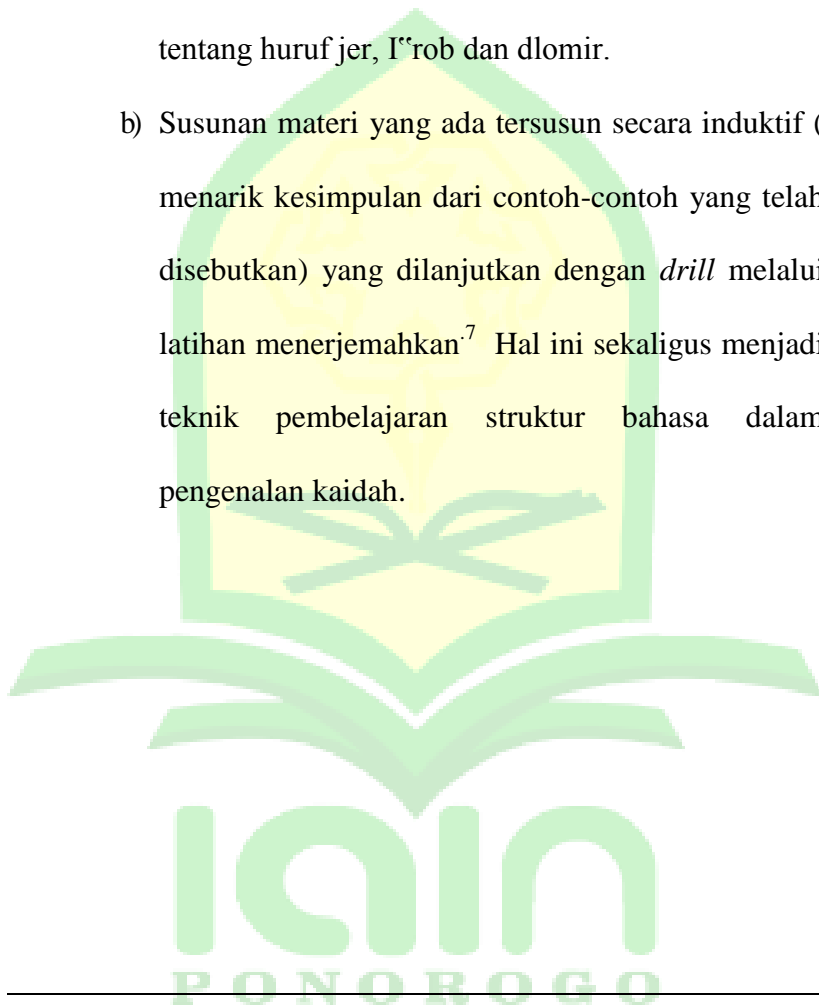 tentang huruf jer, I‟rob dan dlomir.
b) Susunan materi yang ada tersusun secara induktif (
menarik kesimpulan dari contoh-contoh yang telah
disebutkan) yang dilanjutkan dengan drill melalui
latihan menerjemahkan.7 Hal ini sekaligus menjadi
teknik pembelajaran struktur bahasa dalam
pengenalan kaidah.
iain
PONOROGO